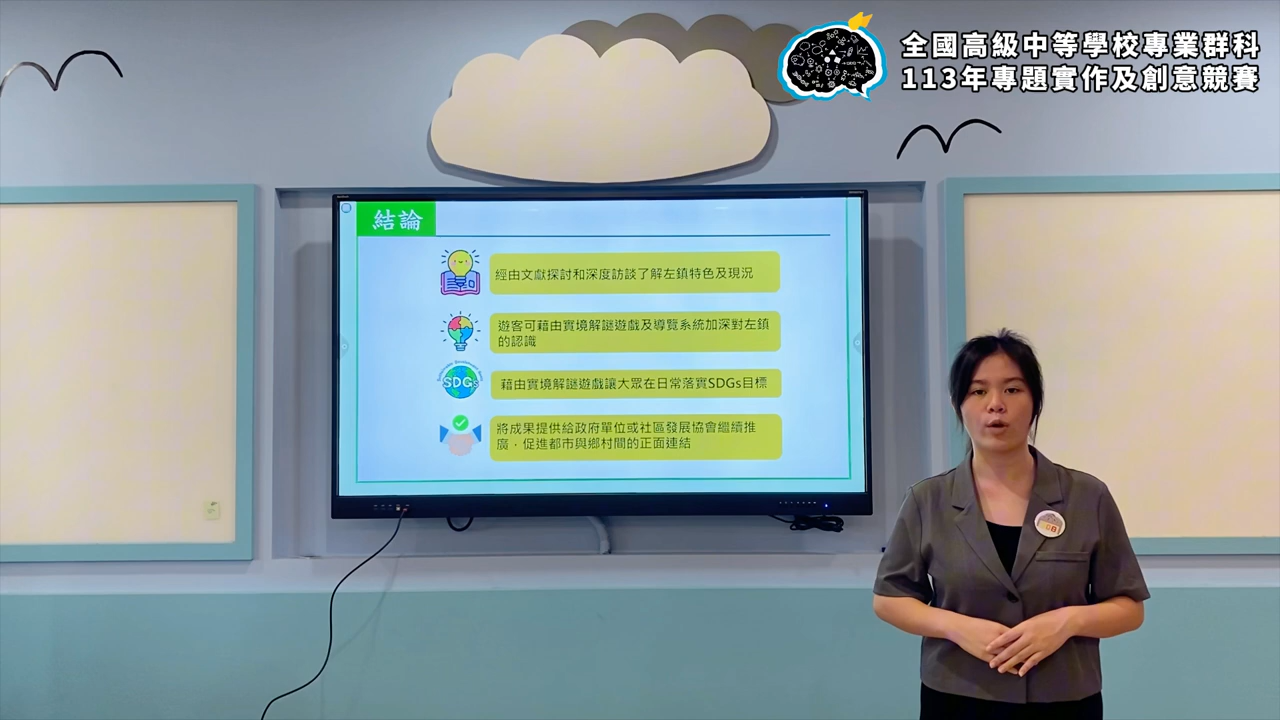 全國高級中等學校專業群科
113年專題實作及創意競賽
結論
經由文獻探討和深度訪談了解左鎮特色及現況
遊客可藉由實境解謎遊戲及導覽系統加深對左鎮
的認識
SDGs
藉由實境解謎遊戲讓大眾在日常落實SDGs目標
將成果提供給政府單位或社區發展協會繼續推
廣，促進都市與鄉村間的正面連結